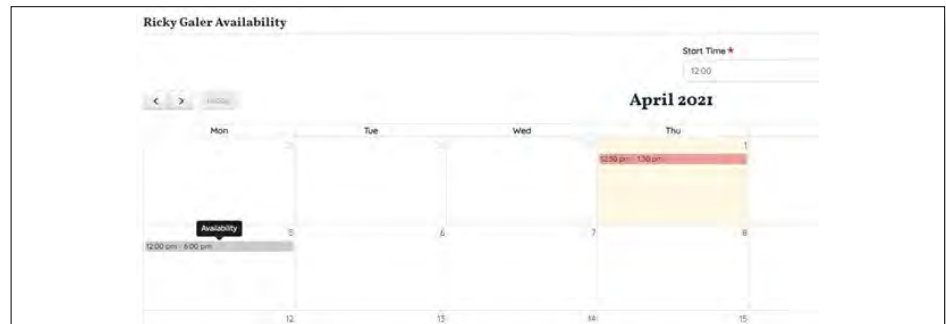 Ricky Galer Availability
Start Time *
12:00
< > today
April 2021
Mon Tue Wed Thu
1
12:30 pm - 1:30 pm
Availability
5 6 7 8
12:00 pm - 6:00 pm
12 13 14 15